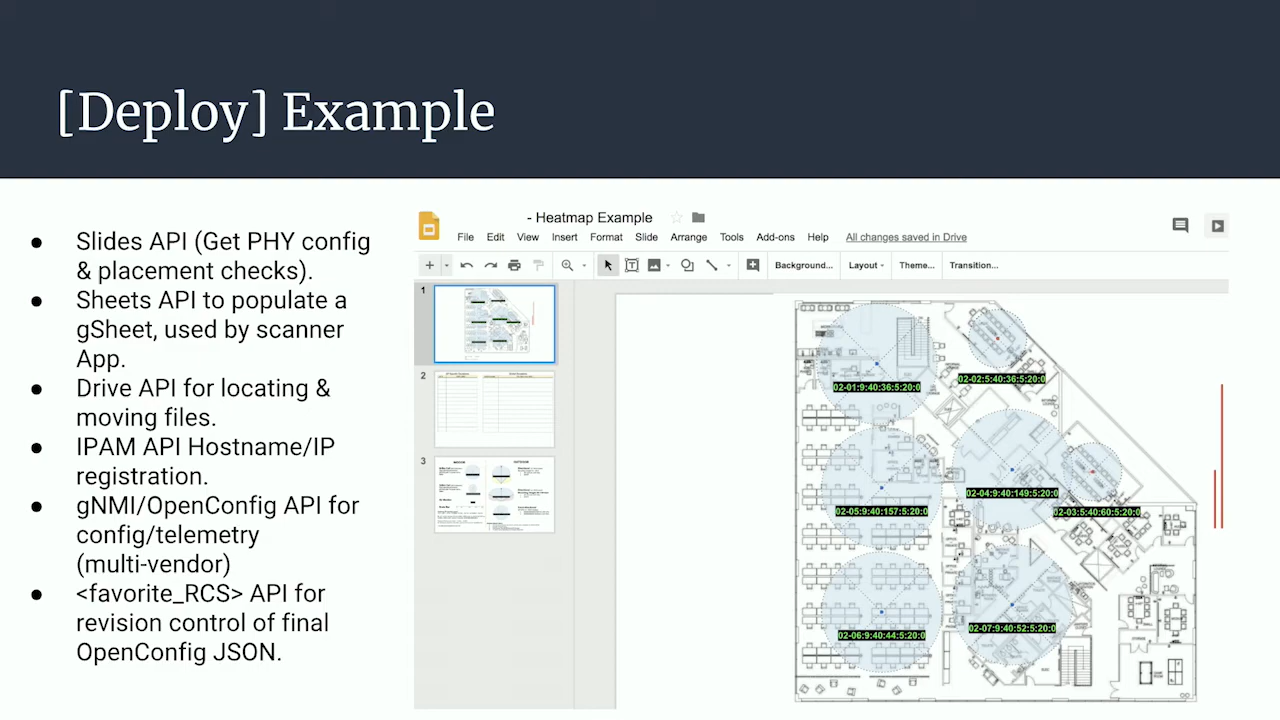 [Deploy] Example
● Slides API (Get PHY config
& placement checks).
● Sheets API to populate a
gSheet, used by scanner
App.
● Drive API for locating &
moving files.
● IPAM API Hostname/IP
registration.
● gNMI/OpenConfig API for
config/telemetry
(multi-vendor)
● <favorite_RCS> API for
revision control of final
OpenConfig JSON.
- Heatmap Example
File Edit View Insert Format Slide Arrange Tools Add-ons Help All changes saved in Drive
Background... Layout Theme... Transition...
1
2
3
02-01:9:40:36:5:20:0
02-02:5:40:36:5:20:0
02-04:9:40:149:5:20:0
02-05:9:40:157:5:20:0
02-03:5:40:60:5:20:0
02-06:9:40:44:5:20:0
02-07:9:40:52:5:20:0